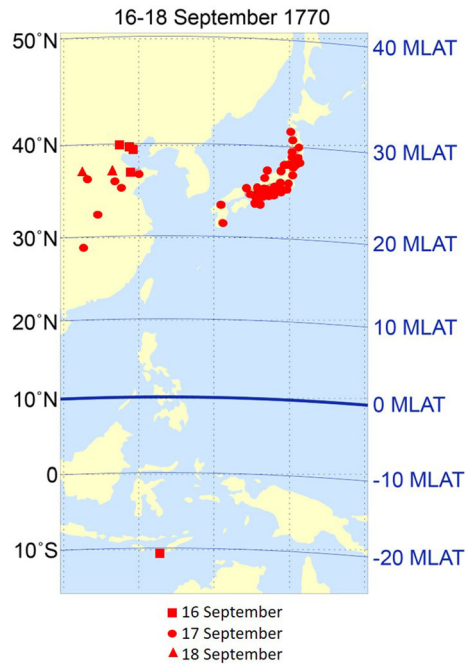 16-18 September 1770
50°N
40 MLAT
40°N
30 MLAT
30°N
20 MLAT
20°N
10 MLAT
10°N
0 MLAT
0
-10 MLAT
10°S
-20 MLAT
16 September
17 September
18 September